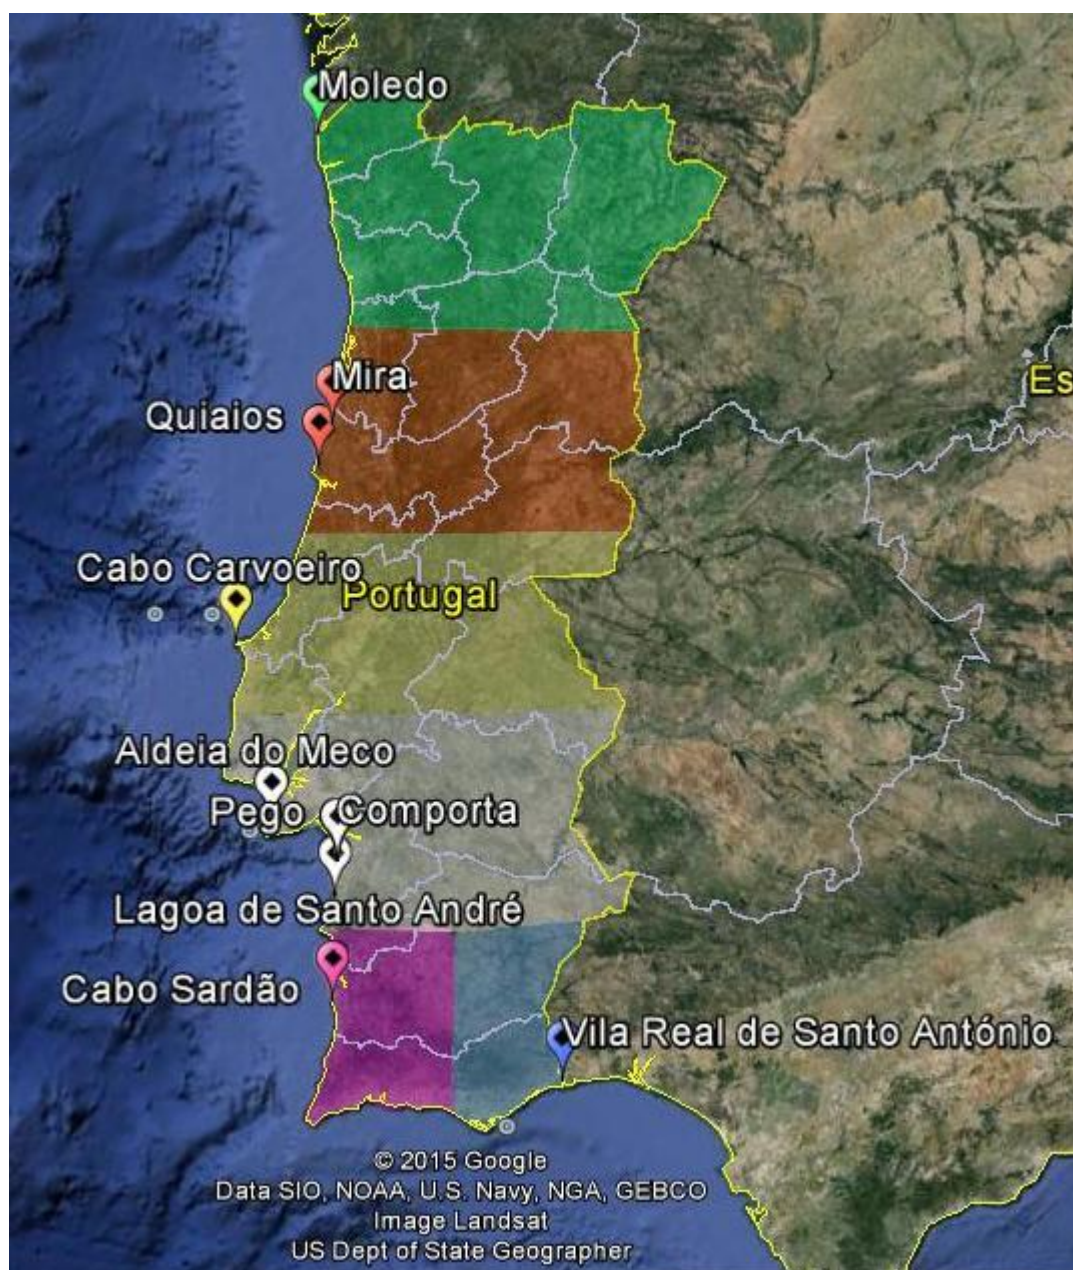 Moledo
Mira
Es
Quiaios
Cabo Carvoeiro
Portugal
Aldeia do Meco
Pego
Comporta
Lagoa de Santo André
Cabo Sardão
Vila Real de Santo António
© 2015 Google
Data SIO, NOAA, U.S. Navy, NGA, GEBCO
Image Landsat
US Dept of State Geographer